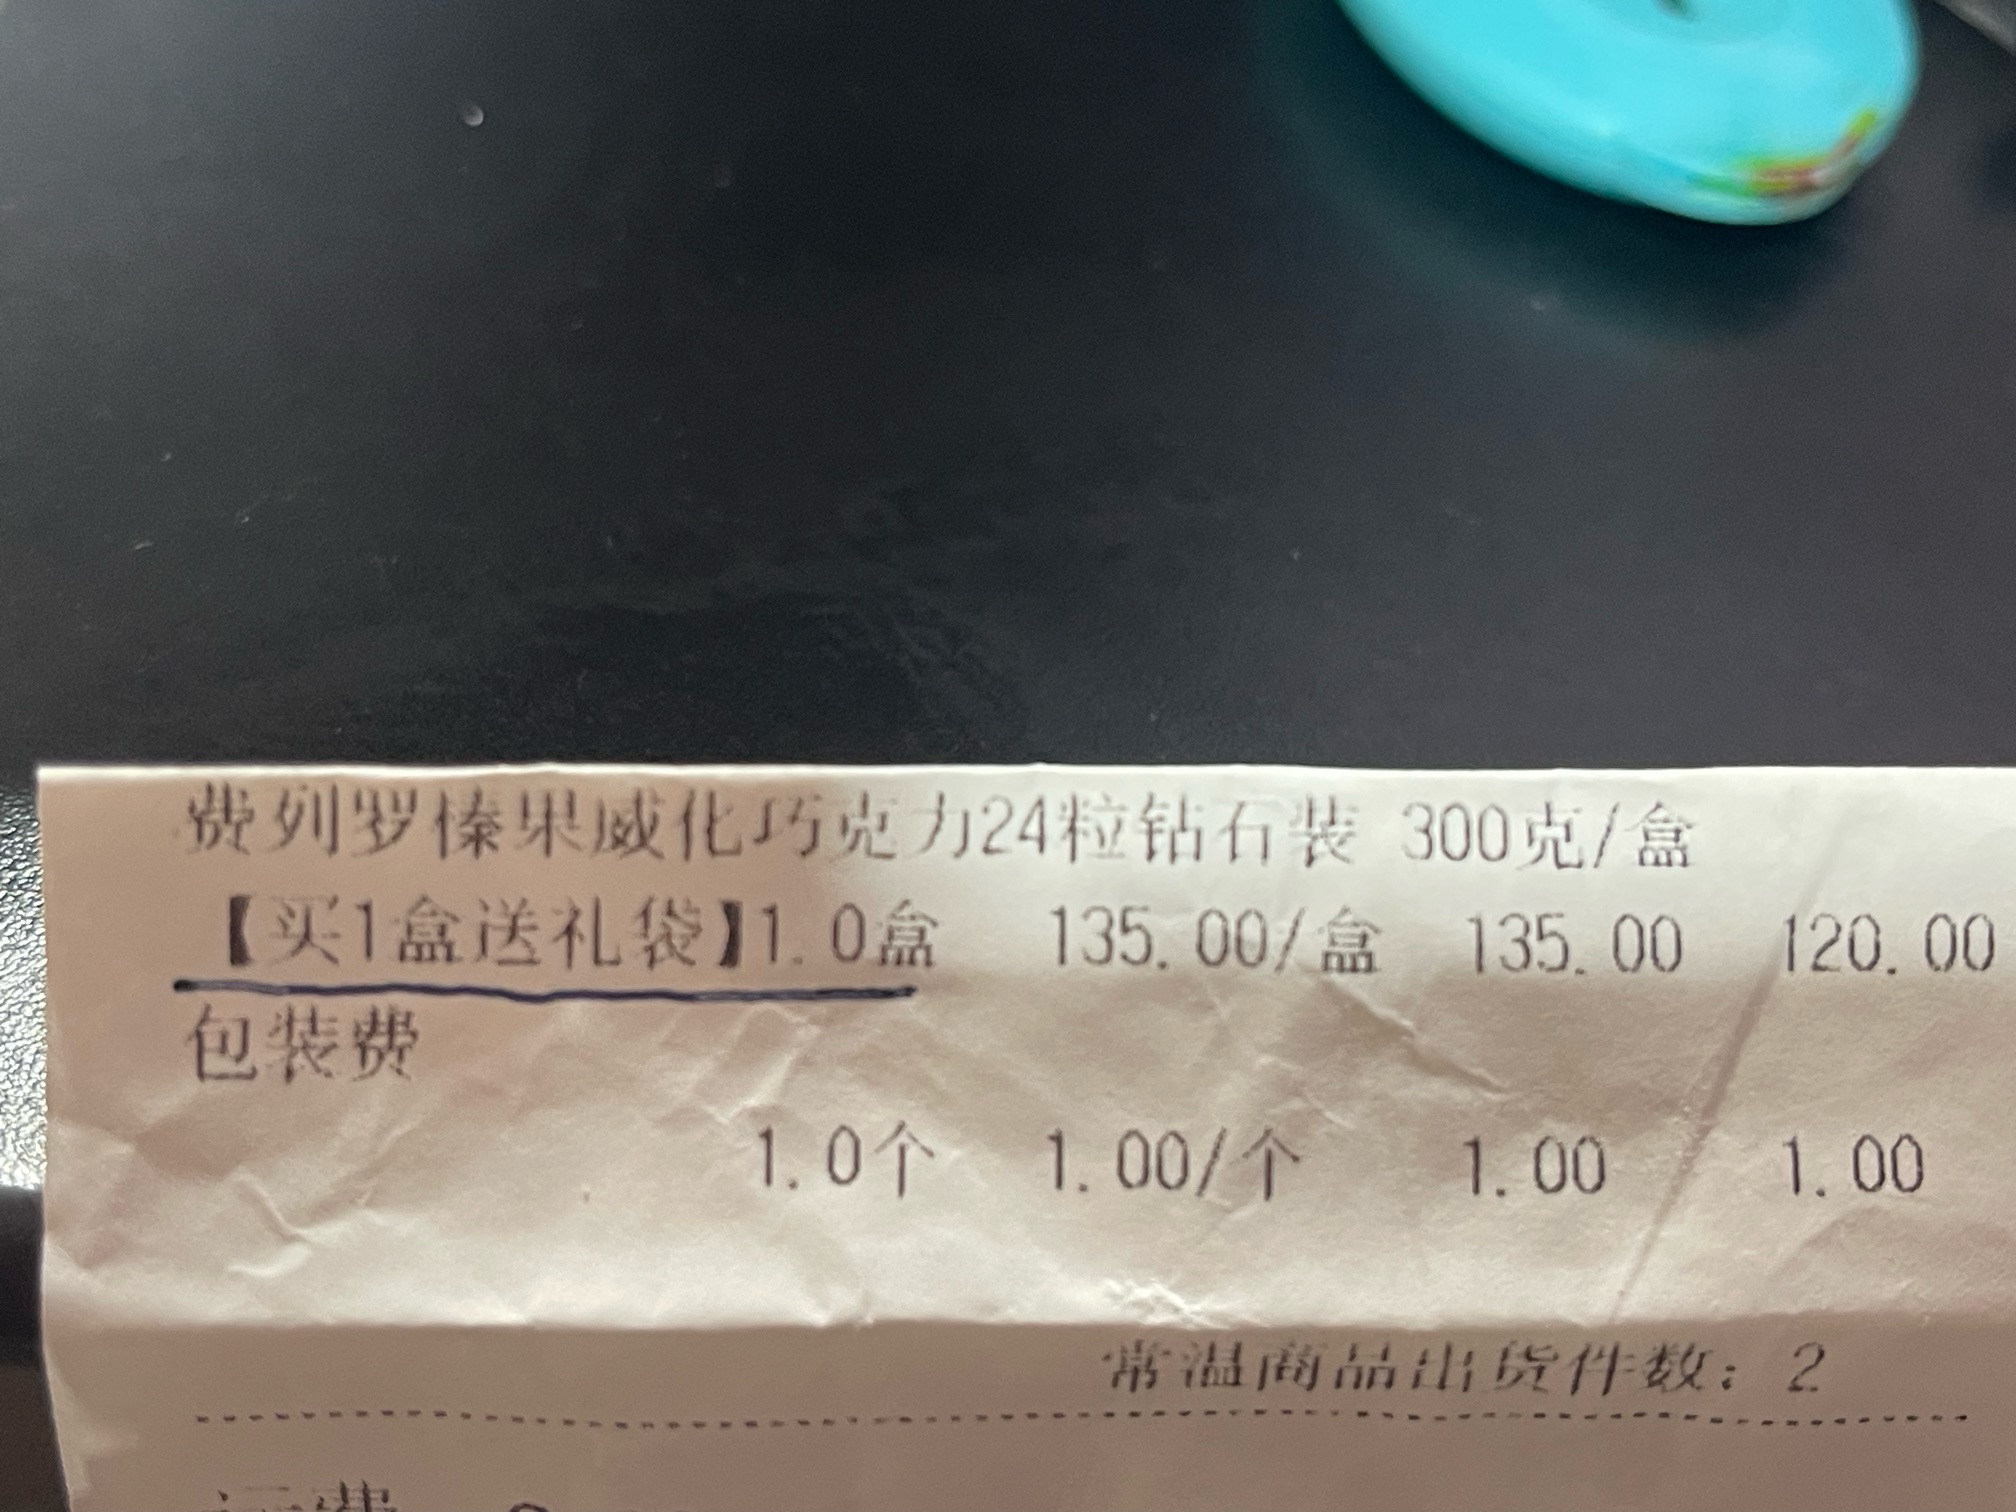 费列罗榛果威化巧克力24粒钻石装 300克/盒
【买1盒送礼袋】1.0盒 135.00/盒 135.00 120.00
包装费
1.0个 1.00/个 1.00 1.00
常温商品出货件数: 2